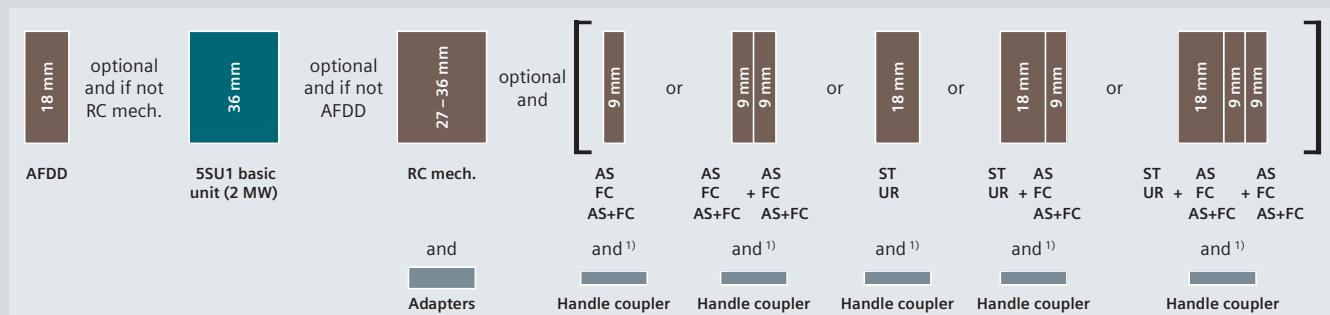 18 mm
optional
and if not
RC mech.
36 mm
optional
and if not
AFDD
27 – 36 mm
optional
and
9 mm
or
9 mm
9 mm
or
18 mm
or
18 mm
9 mm
or
18 mm
9 mm
9 mm
AFDD
5SU1 basic
unit (2 MW)
RC mech.
AS
FC
AS+FC
AS AS
FC + FC
AS+FC AS+FC
ST
UR
ST AS
UR + FC
AS+FC
ST AS AS
UR + FC + FC
AS+FC AS+FC
and
Adapters
and 1)
Handle coupler
and 1)
Handle coupler
and 1)
Handle coupler
and 1)
Handle coupler
and 1)
Handle coupler